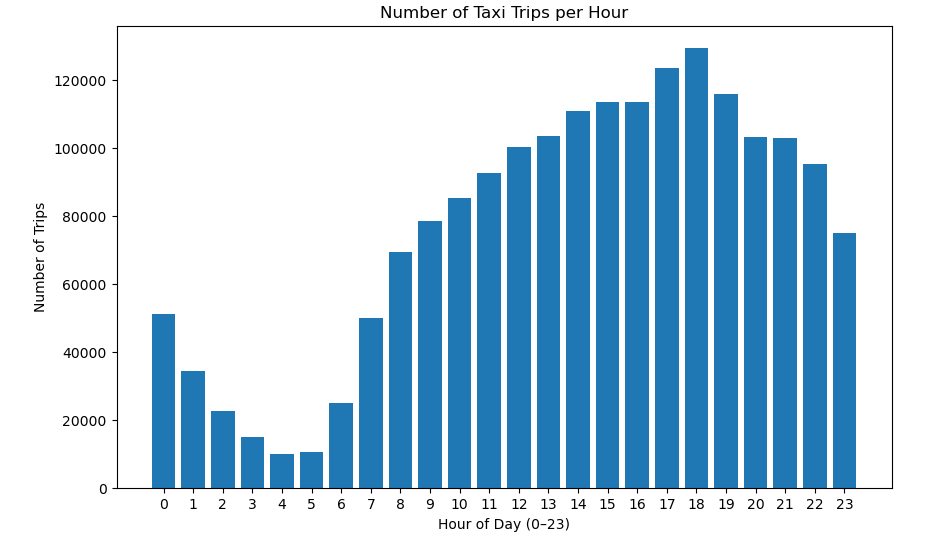 Number of Taxi Trips per Hour
120000
100000
80000
60000
40000
20000
0
Number of Trips
0 1 2 3 4 5 6 7 8 9 10 11 12 13 14 15 16 17 18 19 20 21 22 23
Hour of Day (0–23)